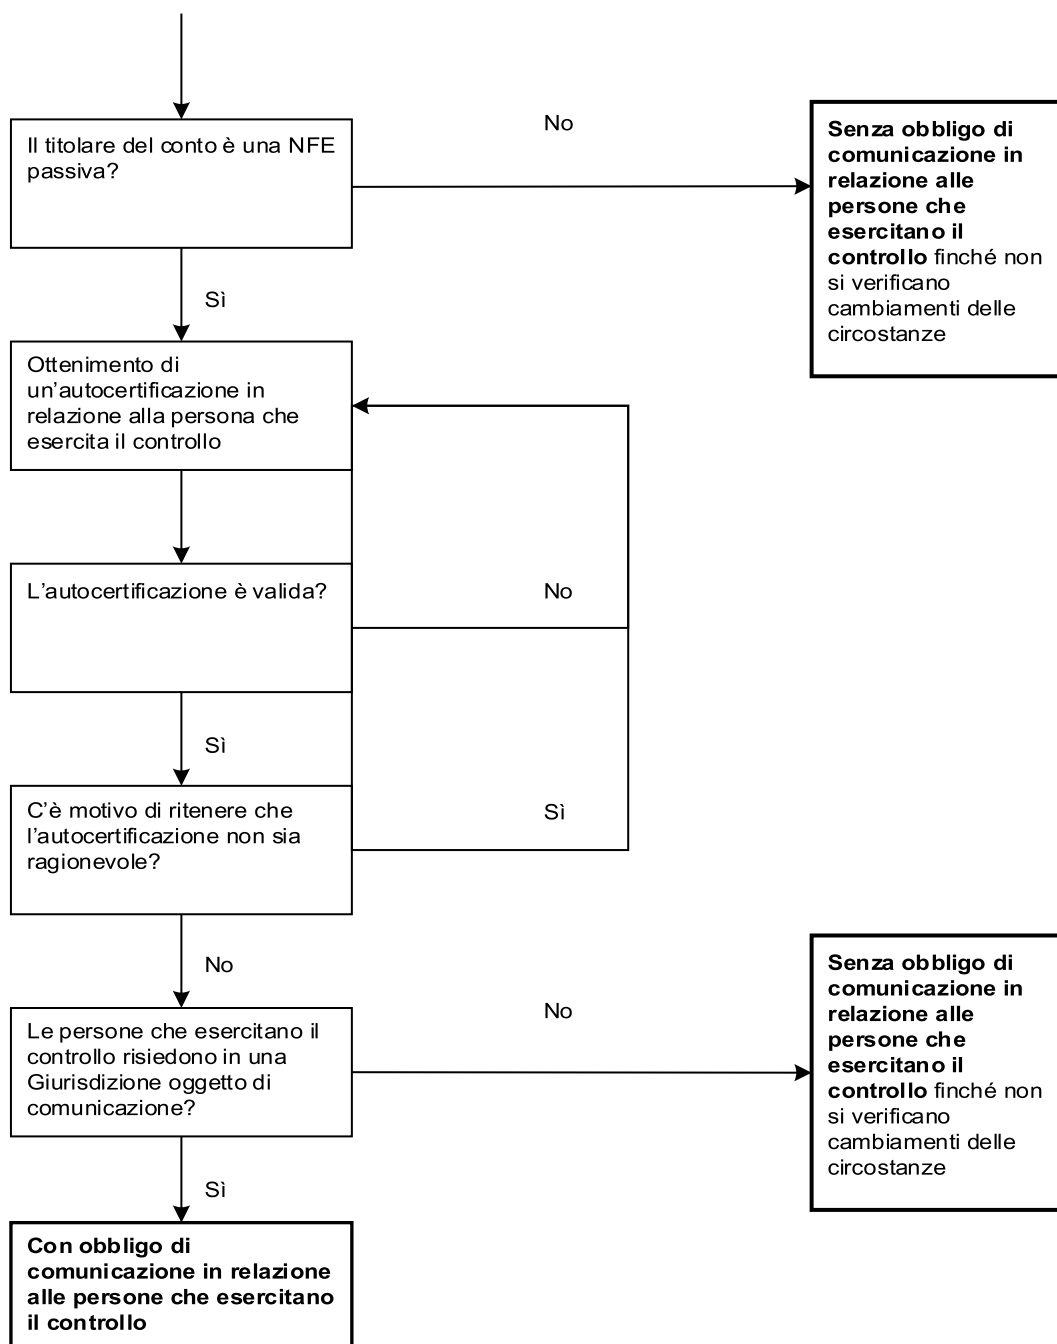 Il titolare del conto è una NFE
passiva?
No
Senza obbligo di
comunicazione in
relazione alle
persone che
esercitano il
controllo finché non
si verificano
cambiamenti delle
circostanze
Sì
Ottenimento di
un'autocertificazione in
relazione alla persona che
esercita il controllo
L'autocertificazione è valida?
No
Sì
C'è motivo di ritenere che
l'autocertificazione non sia
ragionevole?
Sì
No
Le persone che esercitano il
controllo risiedono in una
Giurisdizione oggetto di
comunicazione?
No
Senza obbligo di
comunicazione in
relazione alle
persone che
esercitano il
controllo finché non
si verificano
cambiamenti delle
circostanze
Sì
Con obbligo di
comunicazione in relazione
alle persone che esercitano
il controllo